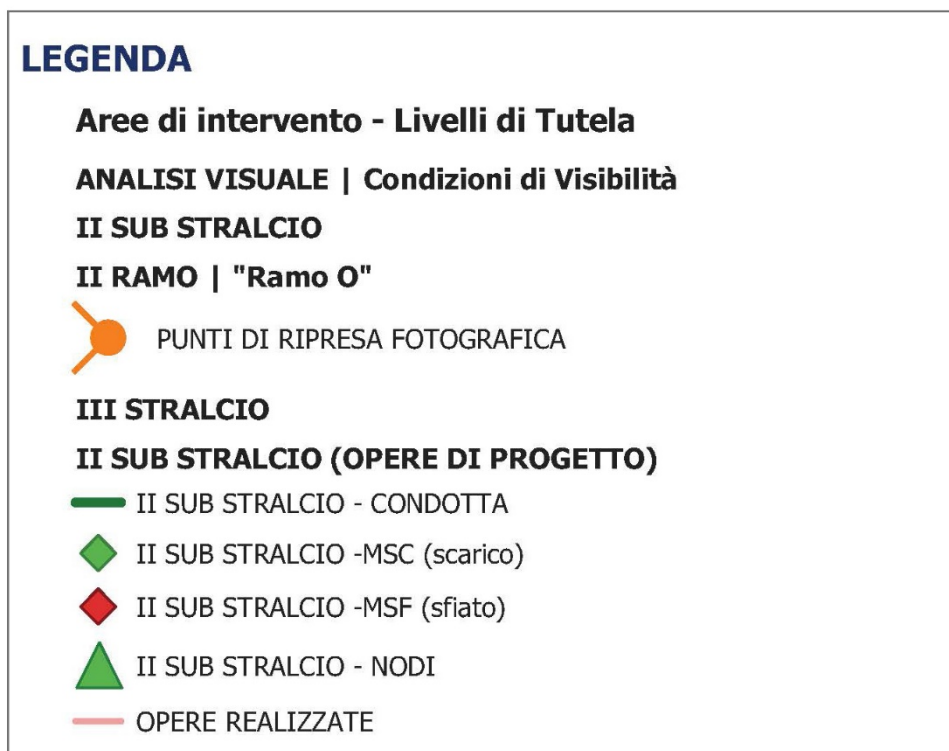 LEGENDA
Aree di intervento - Livelli di Tutela
ANALISI VISUALE | Condizioni di Visibilità
II SUB STRALCIO
II RAMO | "Ramo O"
PUNTI DI RIPRESA FOTOGRAFICA
III STRALCIO
II SUB STRALCIO (OPERE DI PROGETTO)
II SUB STRALCIO - CONDOTTA
II SUB STRALCIO -MSC (scarico)
II SUB STRALCIO -MSF (sfiato)
II SUB STRALCIO - NODI
OPERE REALIZZATE